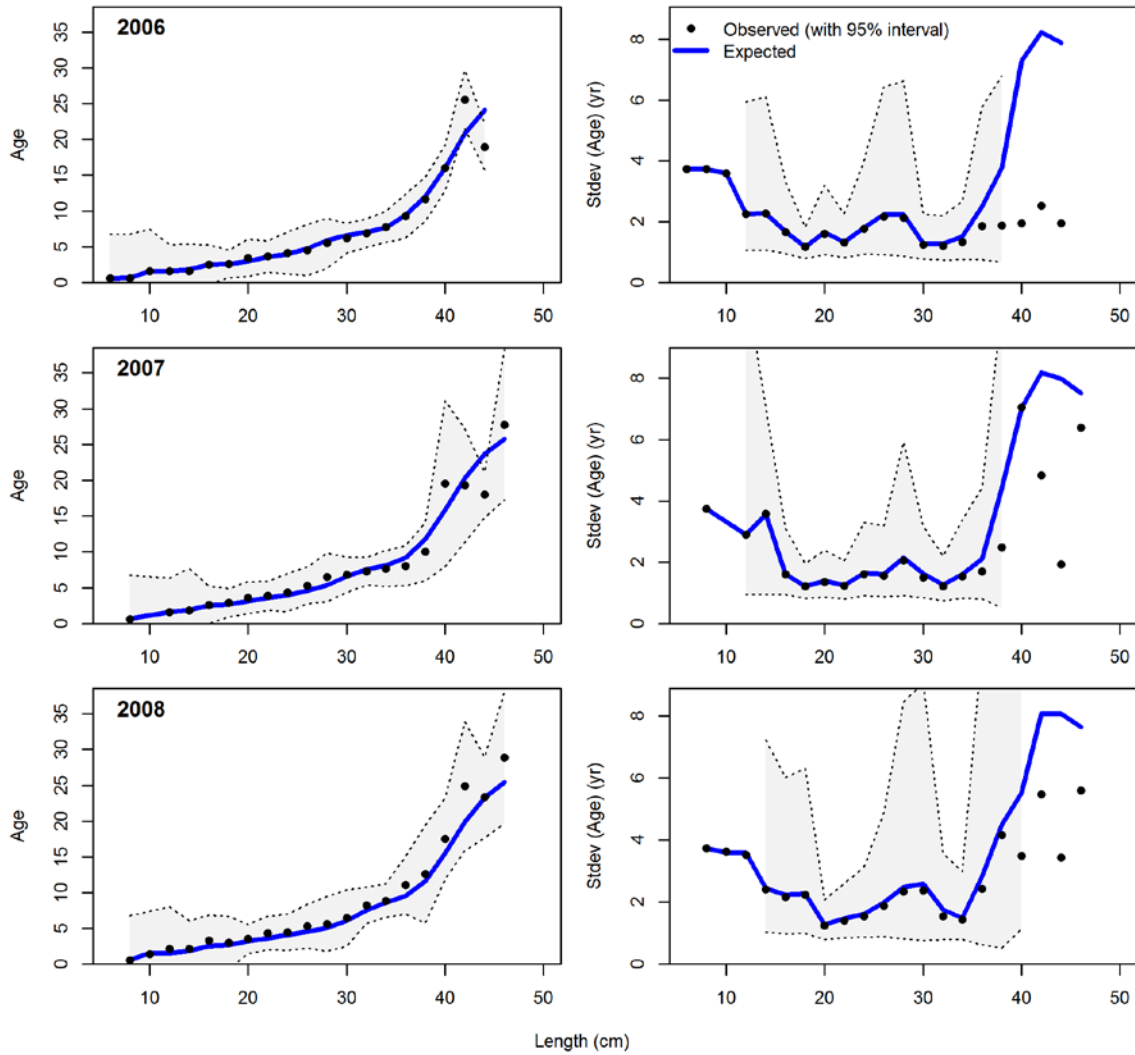 2006
Age
0 5 10 15 20 25 30 35
10 20 30 40 50
Observed (with 95% interval)
Expected
Stdev (Age) (yr)
0 2 4 6 8
10 20 30 40 50
2007
Age
0 5 10 15 20 25 30 35
10 20 30 40 50
Stdev (Age) (yr)
0 2 4 6 8
10 20 30 40 50
2008
Age
0 5 10 15 20 25 30 35
10 20 30 40 50
Stdev (Age) (yr)
0 2 4 6 8
10 20 30 40 50
Length (cm)